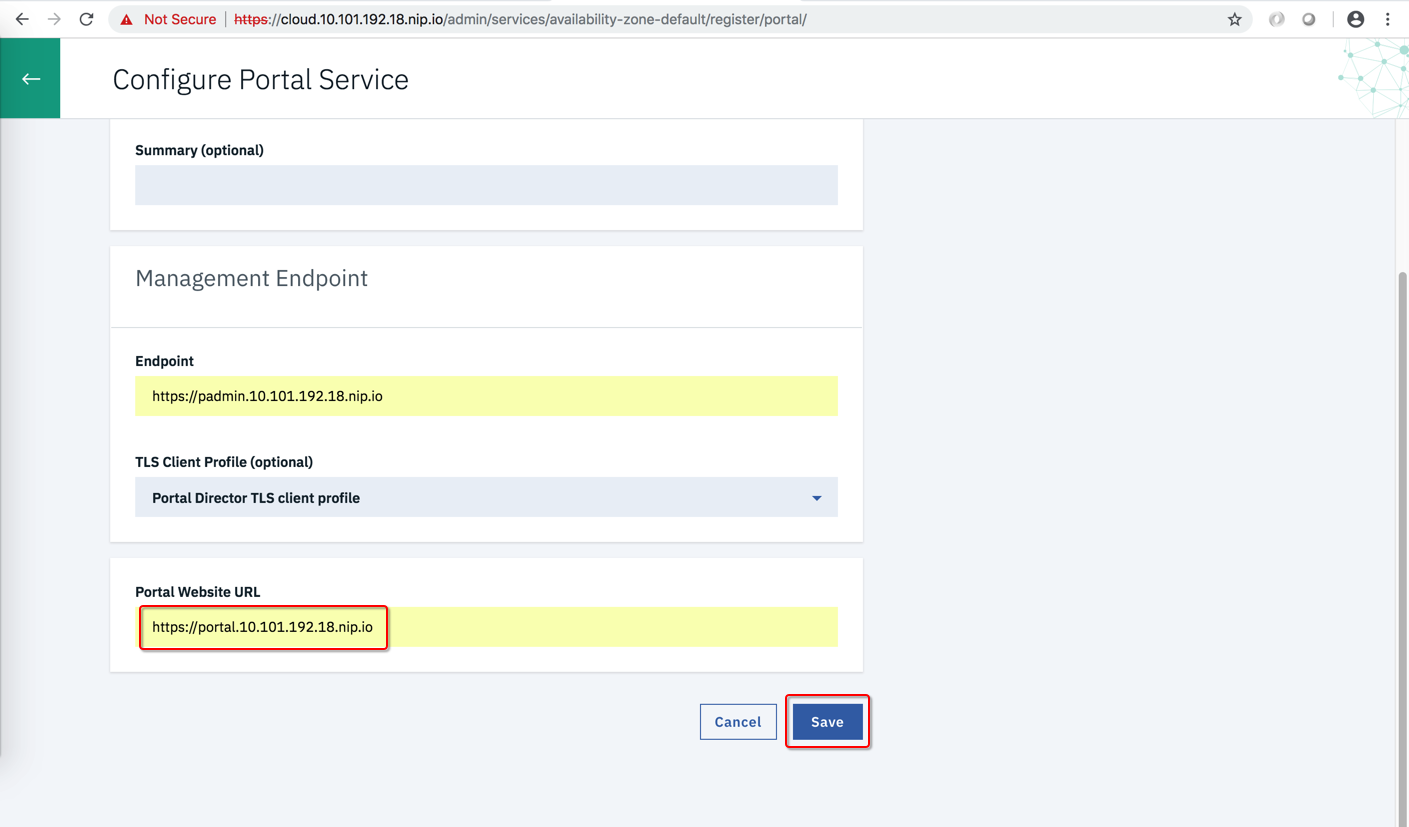 Not Secure | https://cloud.10.101.192.18.nip.io/admin/services/availability-zone-default/register/portal/
Configure Portal Service
Summary (optional)
Management Endpoint
Endpoint
https://padmin.10.101.192.18.nip.io
TLS Client Profile (optional)
Portal Director TLS client profile
Portal Website URL
https://portal.10.101.192.18.nip.io
Cancel Save